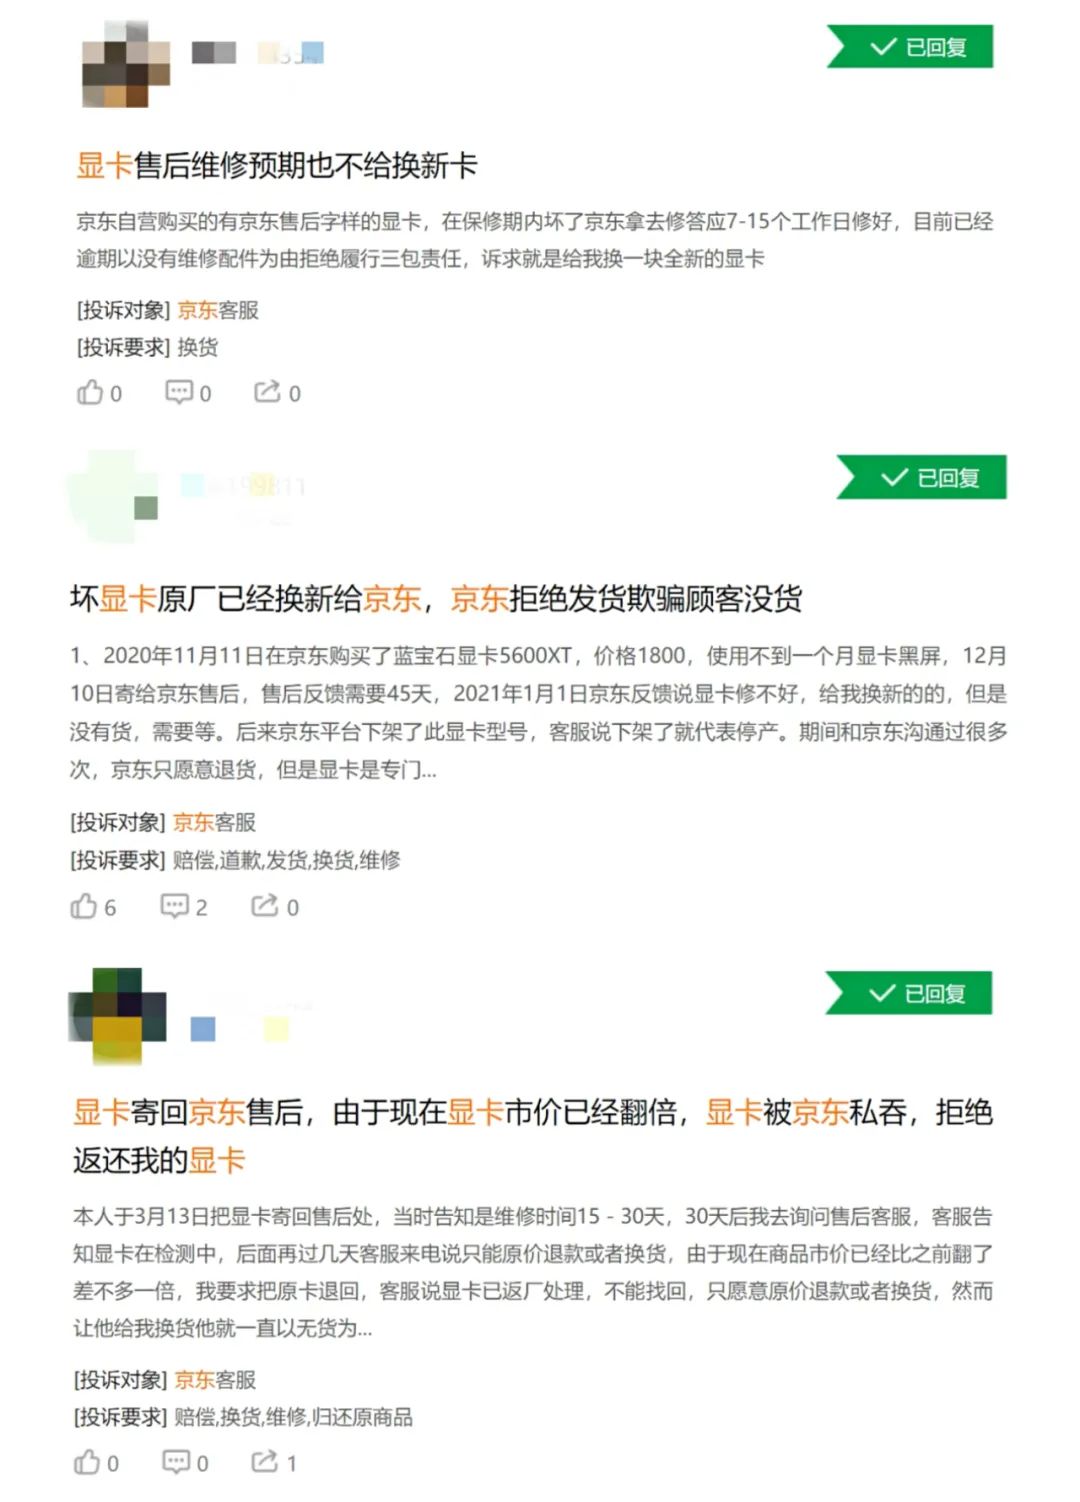 已回复
显卡售后维修预期也不给换新卡
京东自营购买的有京东售后字样的显卡，在保修期内坏了京东拿去修答应7-15个工作日修好，目前已经
逾期以没有维修配件为由拒绝履行三包责任，诉求就是给我换一块全新的显卡
[投诉对象] 京东客服
[投诉要求] 换货
0 0 0
已回复
坏显卡原厂已经换新给京东，京东拒绝发货欺骗顾客没货
1、2020年11月11日在京东购买了蓝宝石显卡5600XT，价格1800，使用不到一个月显卡黑屏，12月
10日寄给京东售后，售后反馈需要45天，2021年1月1日京东反馈说显卡修不好，给我换新的的，但是
没有货，需要等。后来京东平台下架了此显卡型号，客服说下架了就代表停产。期间和京东沟通过很多
次，京东只愿意退货，但是显卡是专门...
[投诉对象] 京东客服
[投诉要求] 赔偿,道歉,发货,换货,维修
6 2 0
已回复
显卡寄回京东售后，由于现在显卡市价已经翻倍，显卡被京东私吞，拒绝
返还我的显卡
本人于3月13日把显卡寄回售后处，当时告知是维修时间15 - 30天，30天后我去询问售后客服，客服告
知显卡在检测中，后面再过几天客服来电说只能原价退款或者换货，由于现在商品市价已经比之前翻了
差不多一倍，我要求把原卡退回，客服说显卡已返厂处理，不能找回，只愿意原价退款或者换货，然而
让他给我换货他就一直以无货为...
[投诉对象] 京东客服
[投诉要求] 赔偿,换货,维修,归还原商品
0 0 1